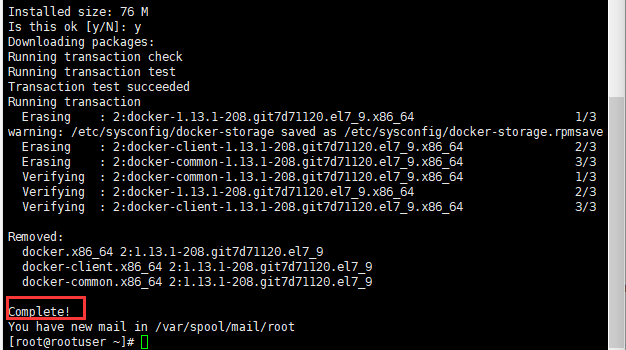 Installed size: 76 M
Is this ok [y/N]: y
Downloading packages:
Running transaction check
Running transaction test
Transaction test succeeded
Running transaction
  Erasing    : 2:docker-1.13.1-208.git7d71120.el7_9.x86_64                        1/3
warning: /etc/sysconfig/docker-storage saved as /etc/sysconfig/docker-storage.rpmsave
  Erasing    : 2:docker-client-1.13.1-208.git7d71120.el7_9.x86_64                 2/3
  Erasing    : 2:docker-common-1.13.1-208.git7d71120.el7_9.x86_64                 3/3
  Verifying  : 2:docker-common-1.13.1-208.git7d71120.el7_9.x86_64                 1/3
  Verifying  : 2:docker-1.13.1-208.git7d71120.el7_9.x86_64                        2/3
  Verifying  : 2:docker-client-1.13.1-208.git7d71120.el7_9.x86_64                 3/3
Removed:
  docker.x86_64 2:1.13.1-208.git7d71120.el7_9
  docker-client.x86_64 2:1.13.1-208.git7d71120.el7_9
  docker-common.x86_64 2:1.13.1-208.git7d71120.el7_9
Complete!
You have new mail in /var/spool/mail/root
[root@rootuser ~]#